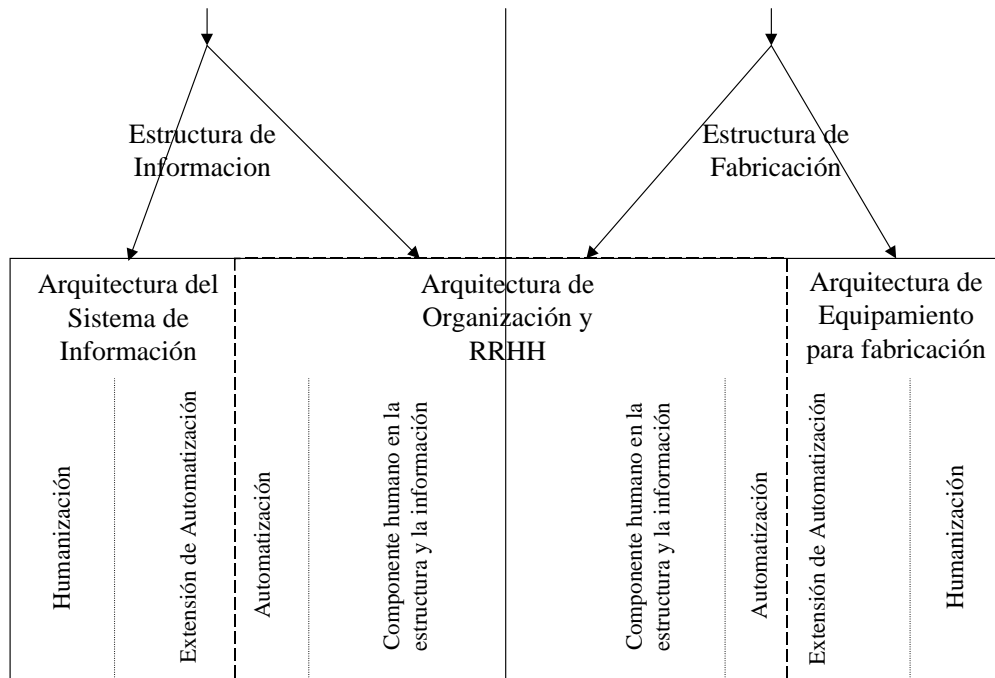 Estructura de
Informacion
Estructura de
Fabricación
Arquitectura del
Sistema de
Información
Arquitectura de
Organización y
RRHH
Arquitectura de
Equipamiento
para fabricación
Humanización
Extensión de Automatización
Automatización
Componente humano en la
estructura y la información
Componente humano en la
estructura y la información
Automatización
Extensión de Automatización
Humanización